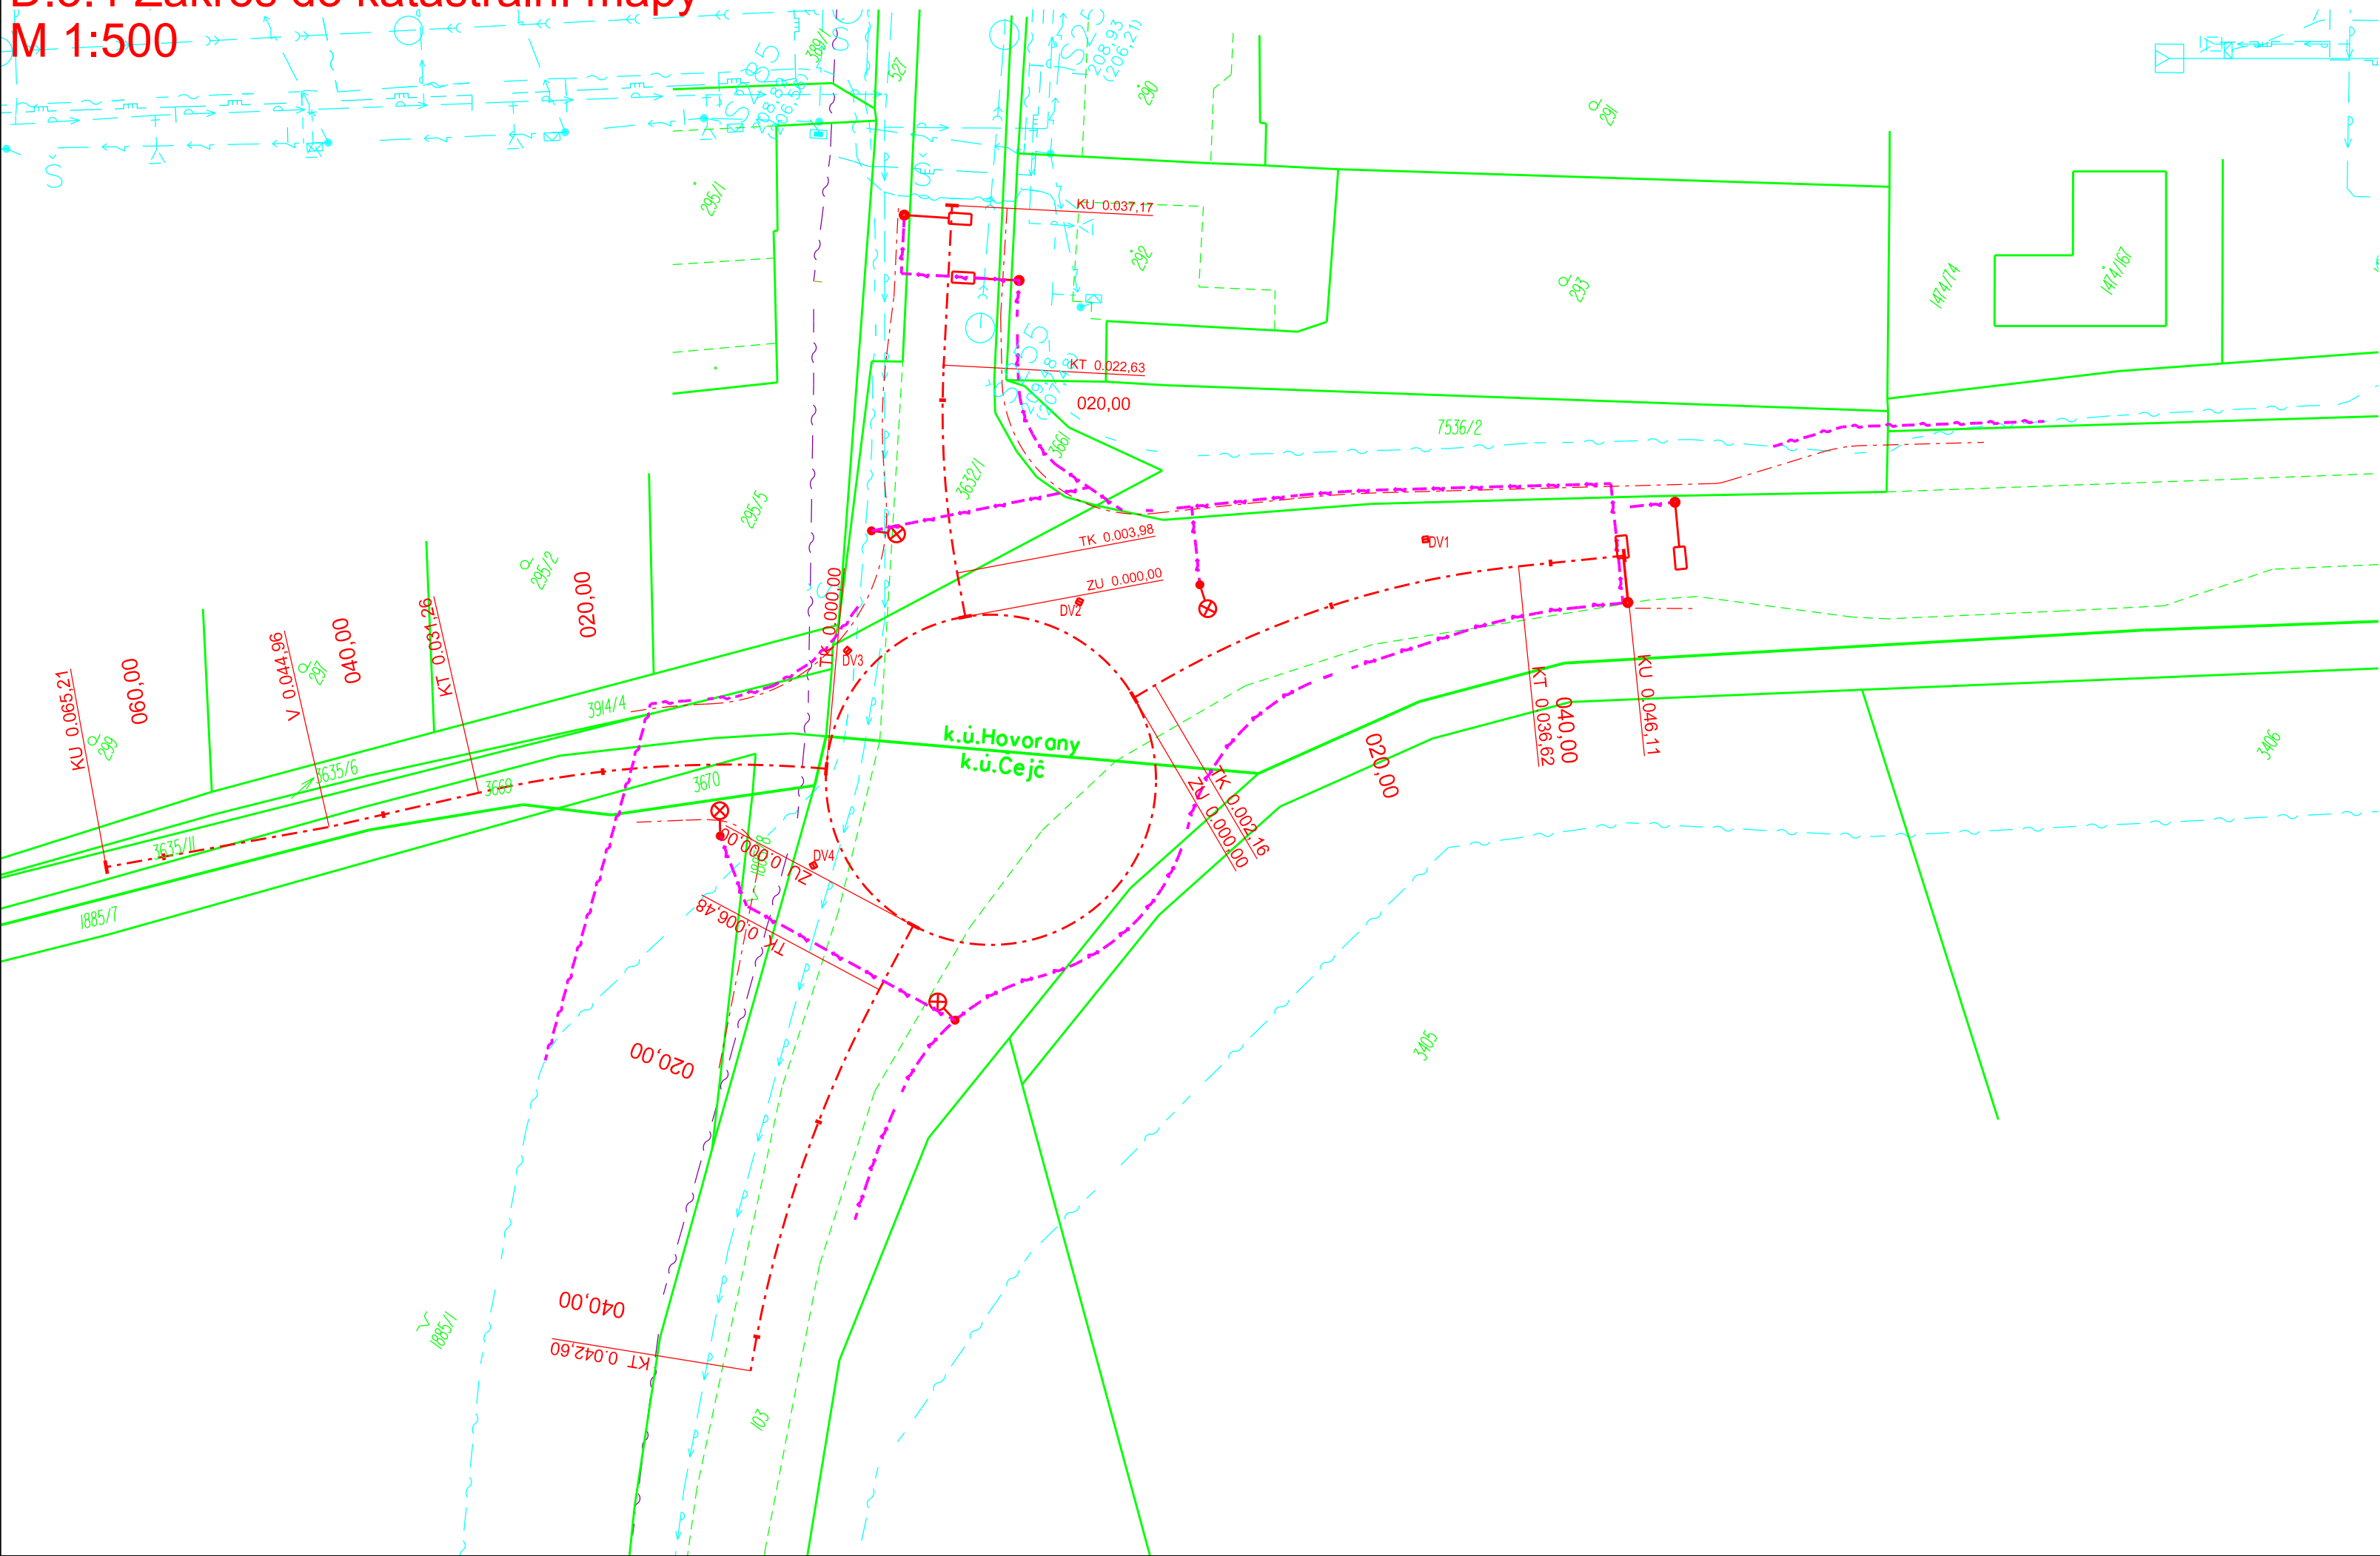 M 1:500
389/1
527
290
291
295/1
KU 0.037,17
292
293
1474/74
1474/167
KT 0.022,63
020,00
7536/2
3661
3632/1
295/5
295/2
TK 0.003,98
DV1
ZU 0.000,00
DV2
020,00
TK 0.000,00
KT 0.031,26
040,00
V 0.044,96
297
060,00
KU 0.065,21
299
DV3
3914/4
k.ú.Hovorany
k.ú.Čejč
KT 0.036,62
040,00
KU 0.046,11
020,00
3406
3635/6
3669
3670
TK 0.002,16
ZU 0.000,00
3635/11
ZU 0.000,00
DV4
1885/7
TK 0.006,48
020,00
3405
040,00
1885/1
KT 0.042,60
103